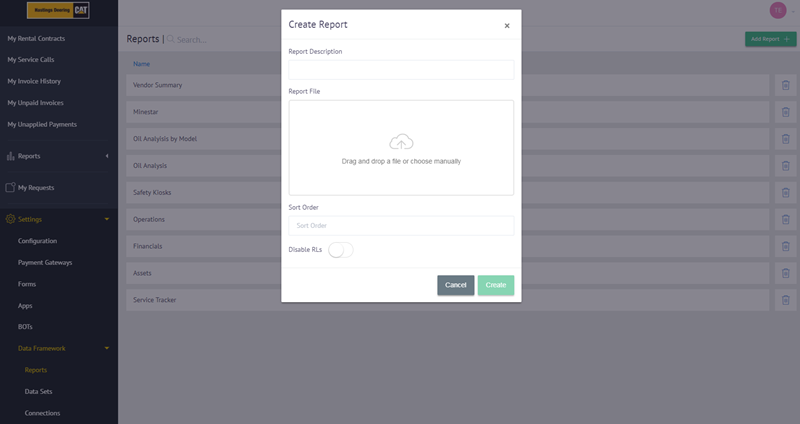 Hastings Deering CAT
My Rental Contracts
My Service Calls
My Invoice History
My Unpaid Invoices
My Unapplied Payments
Reports
My Requests
Settings
Configuration
Payment Gateways
Forms
Apps
BOTs
Data Framework
Reports
Data Sets
Connections
Reports | Search...
TE
Add Report +
Name
Vendor Summary
Minestar
Oil Analyisis by Model
Oil Analysis
Safety Kiosks
Operations
Financials
Assets
Service Tracker
Create Report ×
Report Description
Report File
Drag and drop a file or choose manually
Sort Order
Sort Order
Disable RLs
Cancel Create